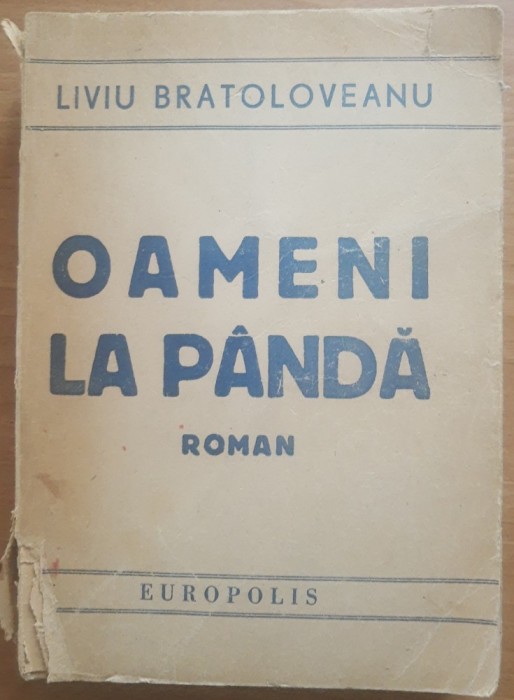 LIVIU BRATOLOVEANU
OAMENI
LA PÂNDĂ
ROMAN
EUROPOLIS